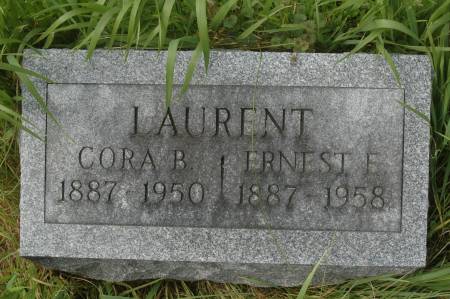 LAURENT
CORA B. ERNEST F.
1887 - 1950 1887 - 1958